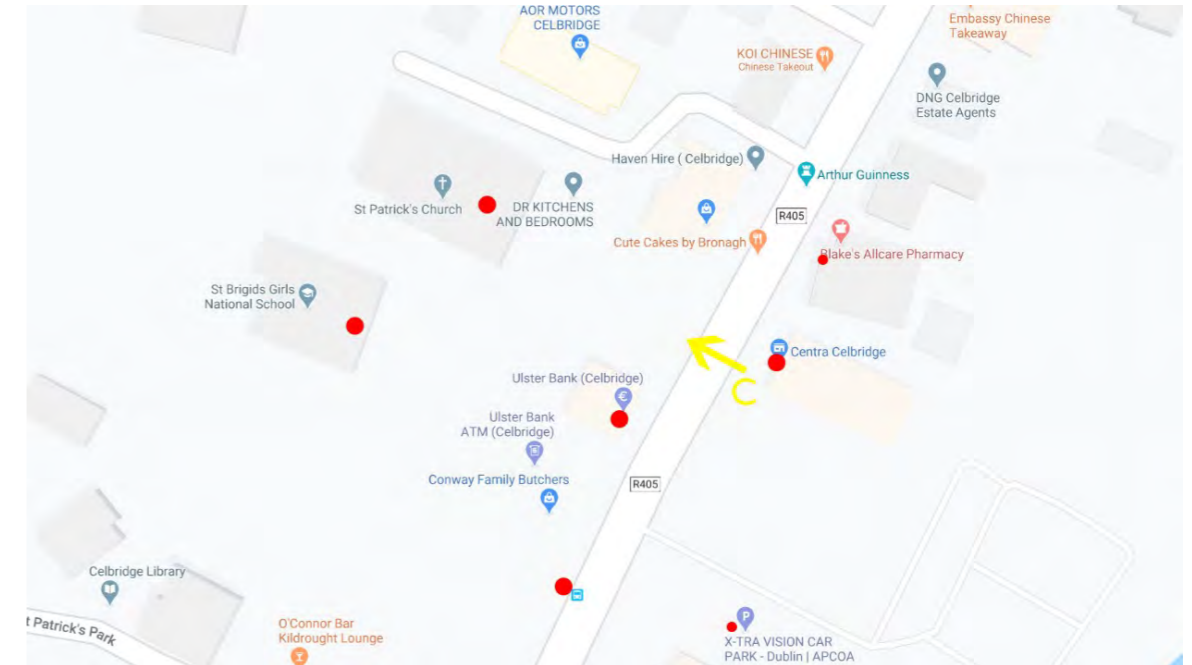 AOR MOTORS
CELBRIDGE
Embassy Chinese
Takeaway
KOI CHINESE
Chinese Takeout
DNG Celbridge
Estate Agents
Haven Hire ( Celbridge)
Arthur Guinness
St Patrick's Church
DR KITCHENS
AND BEDROOMS
R405
Cute Cakes by Bronagh
Blake's Allcare Pharmacy
St Brigids Girls
National School
Centra Celbridge
C
Ulster Bank (Celbridge)
€
Ulster Bank
ATM (Celbridge)
Conway Family Butchers
R405
Celbridge Library
t Patrick's Park
O'Connor Bar
Kildrought Lounge
P
X-TRA VISION CAR
PARK - Dublin | APCOA